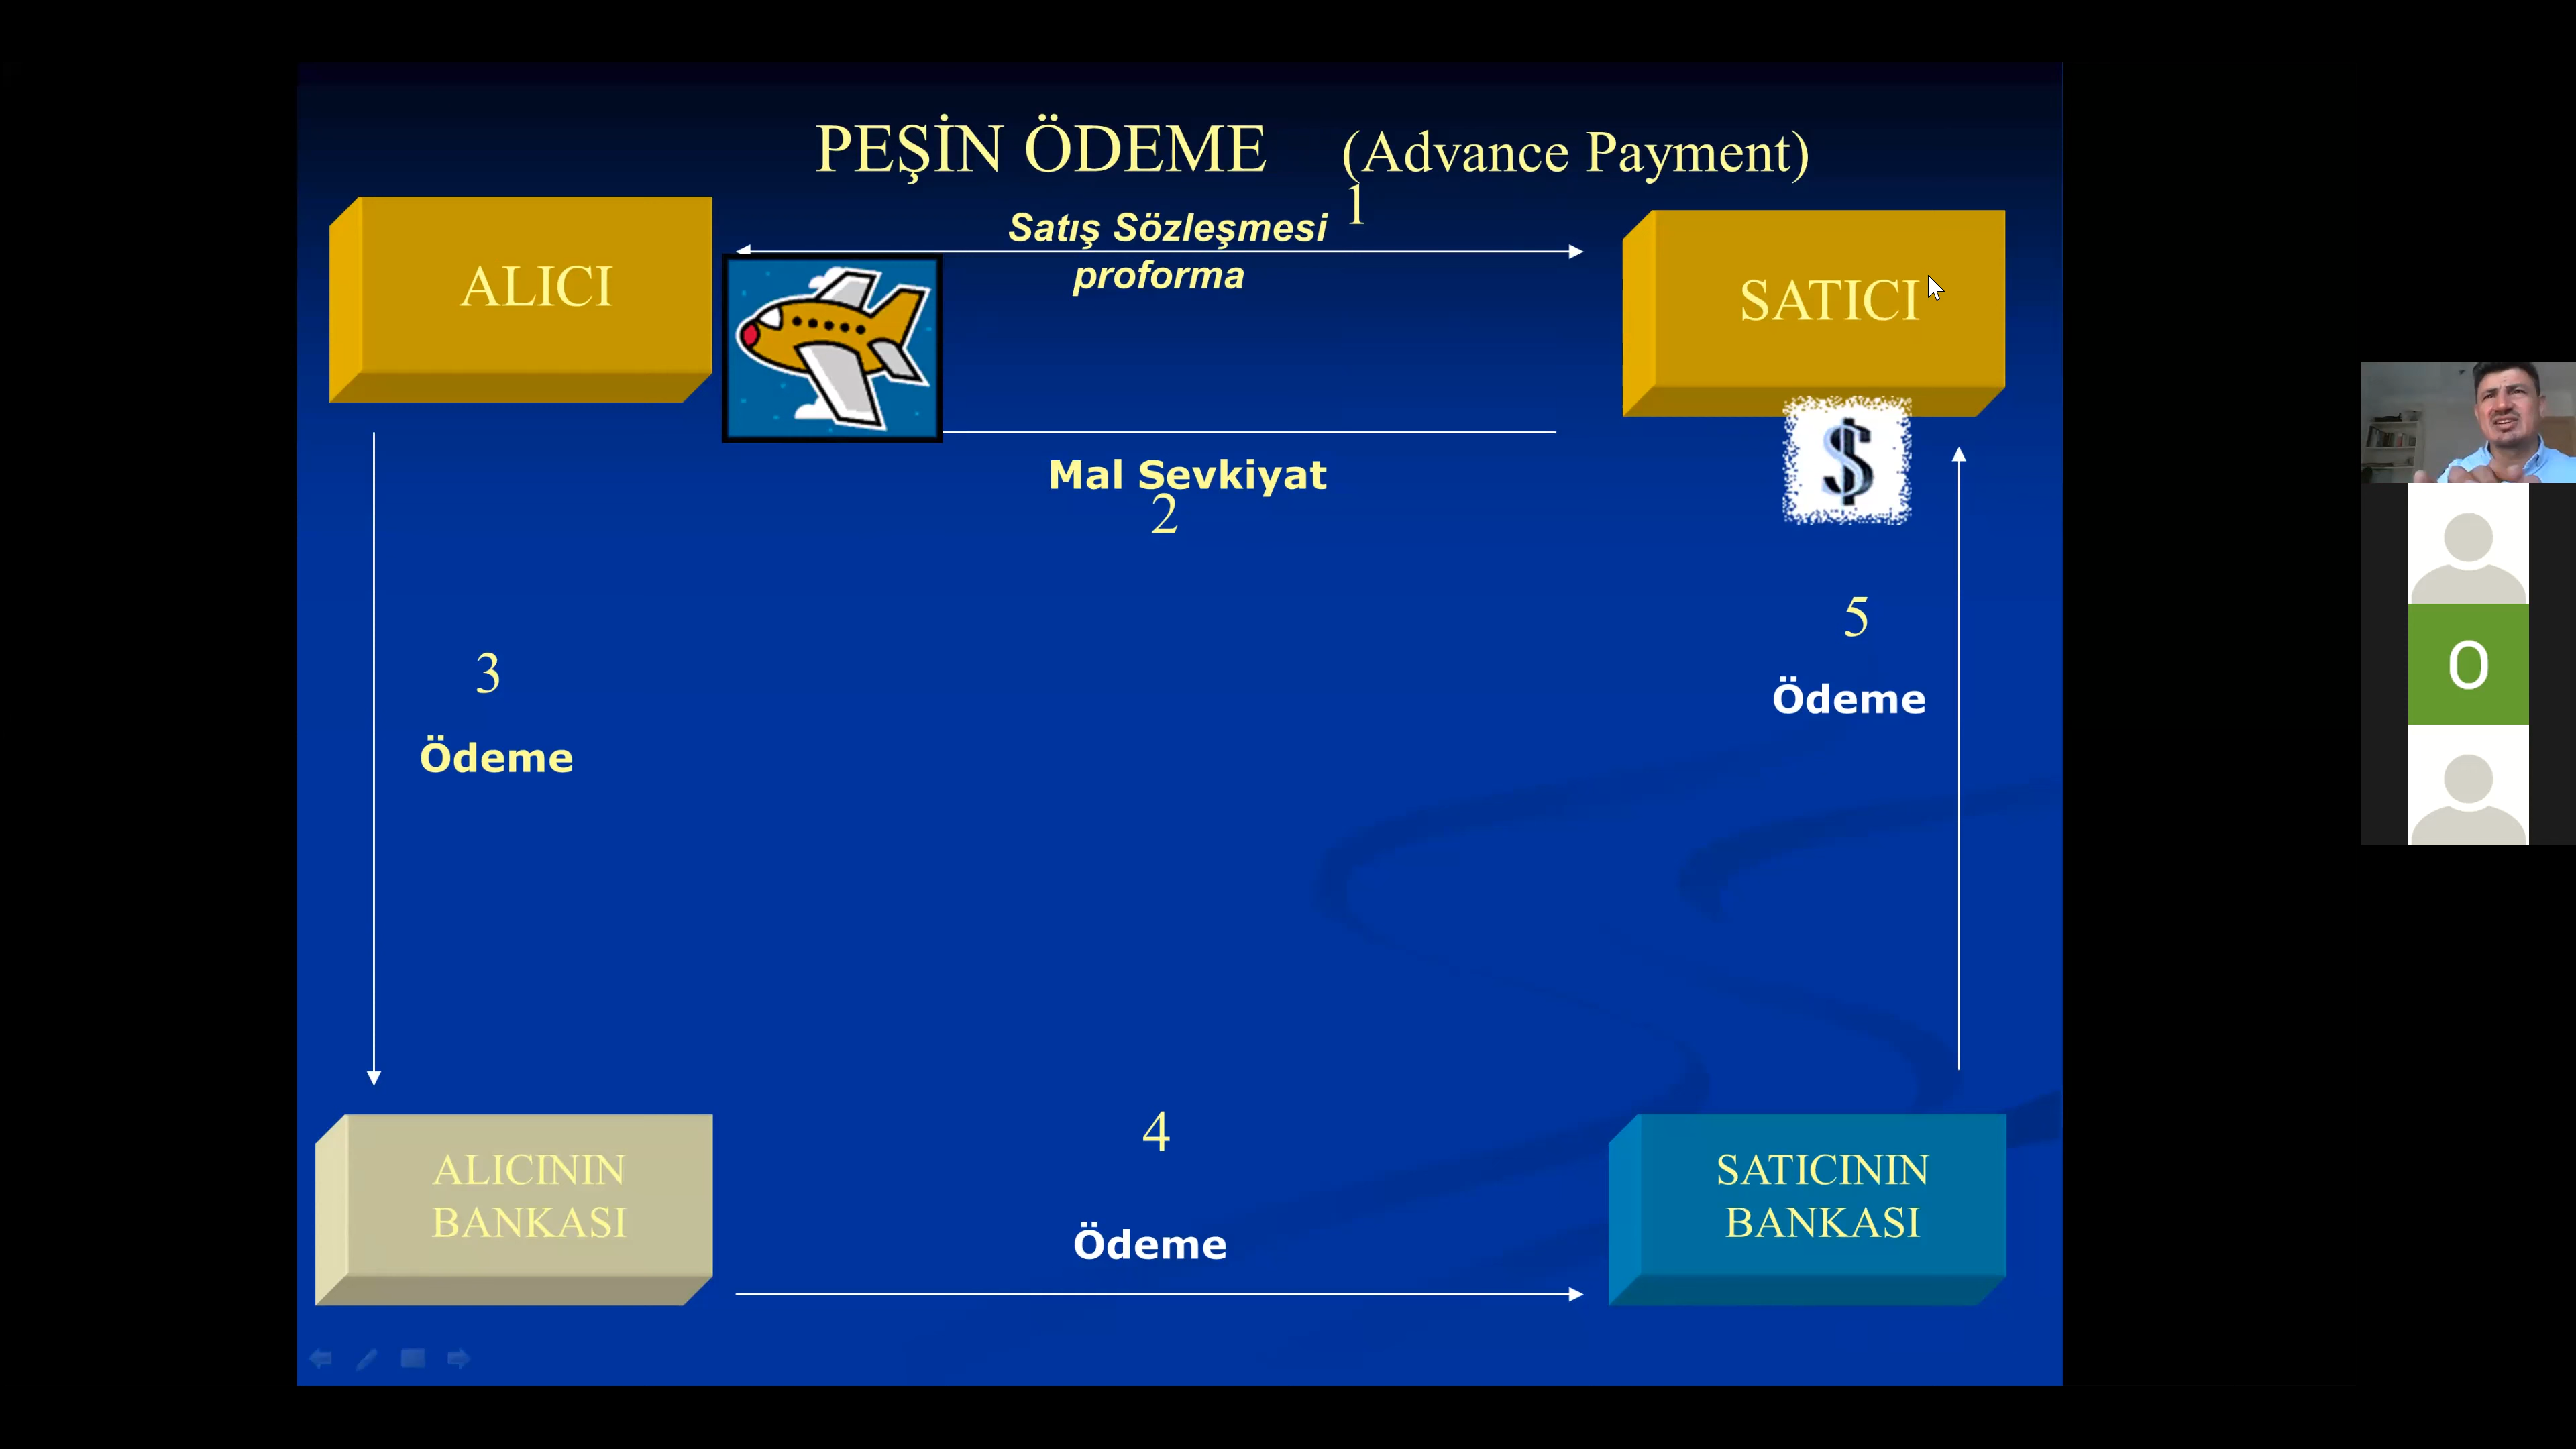 PEŞİN ÖDEME (Advance Payment)
1
Satış Sözleşmesi
proforma
ALICI
SATICI
$
Mal Sevkiyat
2
3
Ödeme
5
Ödeme
O
4
Ödeme
ALICININ
BANKASI
SATICININ
BANKASI